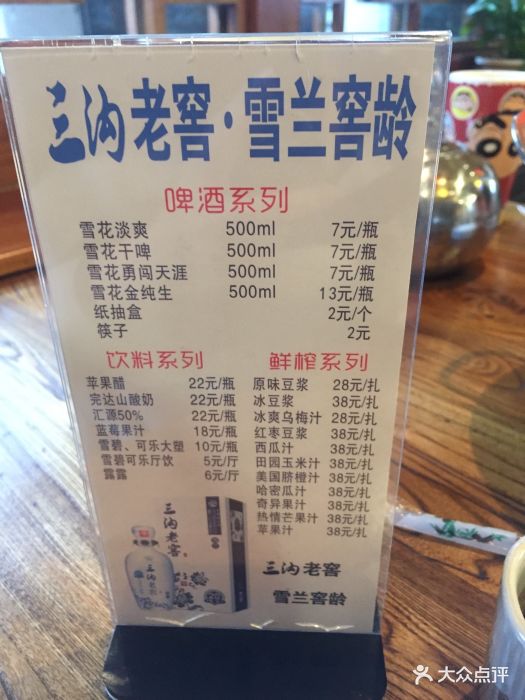 三沟老窖·雪兰窖龄
啤酒系列
雪花淡爽 500ml 7元/瓶
雪花干啤 500ml 7元/瓶
雪花勇闯天涯 500ml 7元/瓶
雪花金纯生 500ml 13元/瓶
纸抽盒 2元/个
筷子 2元
饮料系列
苹果醋 22元/瓶
完达山酸奶 22元/瓶
汇源50% 22元/瓶
蓝莓果汁 18元/瓶
雪碧、可乐大塑 10元/瓶
雪碧可乐厅饮 5元/厅
露露 6元/厅
鲜榨系列
原味豆浆 28元/扎
冰豆浆 38元/扎
冰爽乌梅汁 28元/扎
红枣豆浆 38元/扎
西瓜汁 38元/扎
田园玉米汁 38元/扎
美国脐橙汁 38元/扎
哈密瓜汁 38元/扎
奇异果汁 38元/扎
热情芒果汁 38元/扎
苹果汁 38元/扎
三沟老窖
三沟老窖
三沟老窖
雪兰窖龄
大众点评